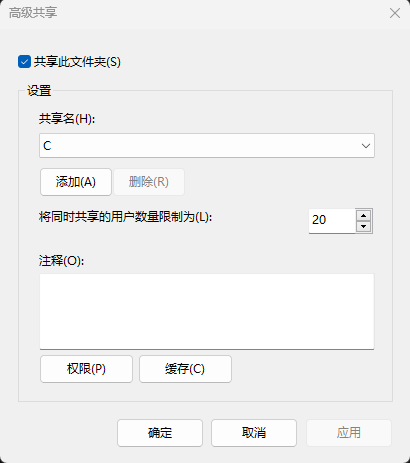 高级共享
共享此文件夹(S)
设置
共享名(H):
C
添加(A) 删除(R)
将同时共享的用户数量限制为(L): 20
注释(O):
权限(P) 缓存(C)
确定 取消 应用